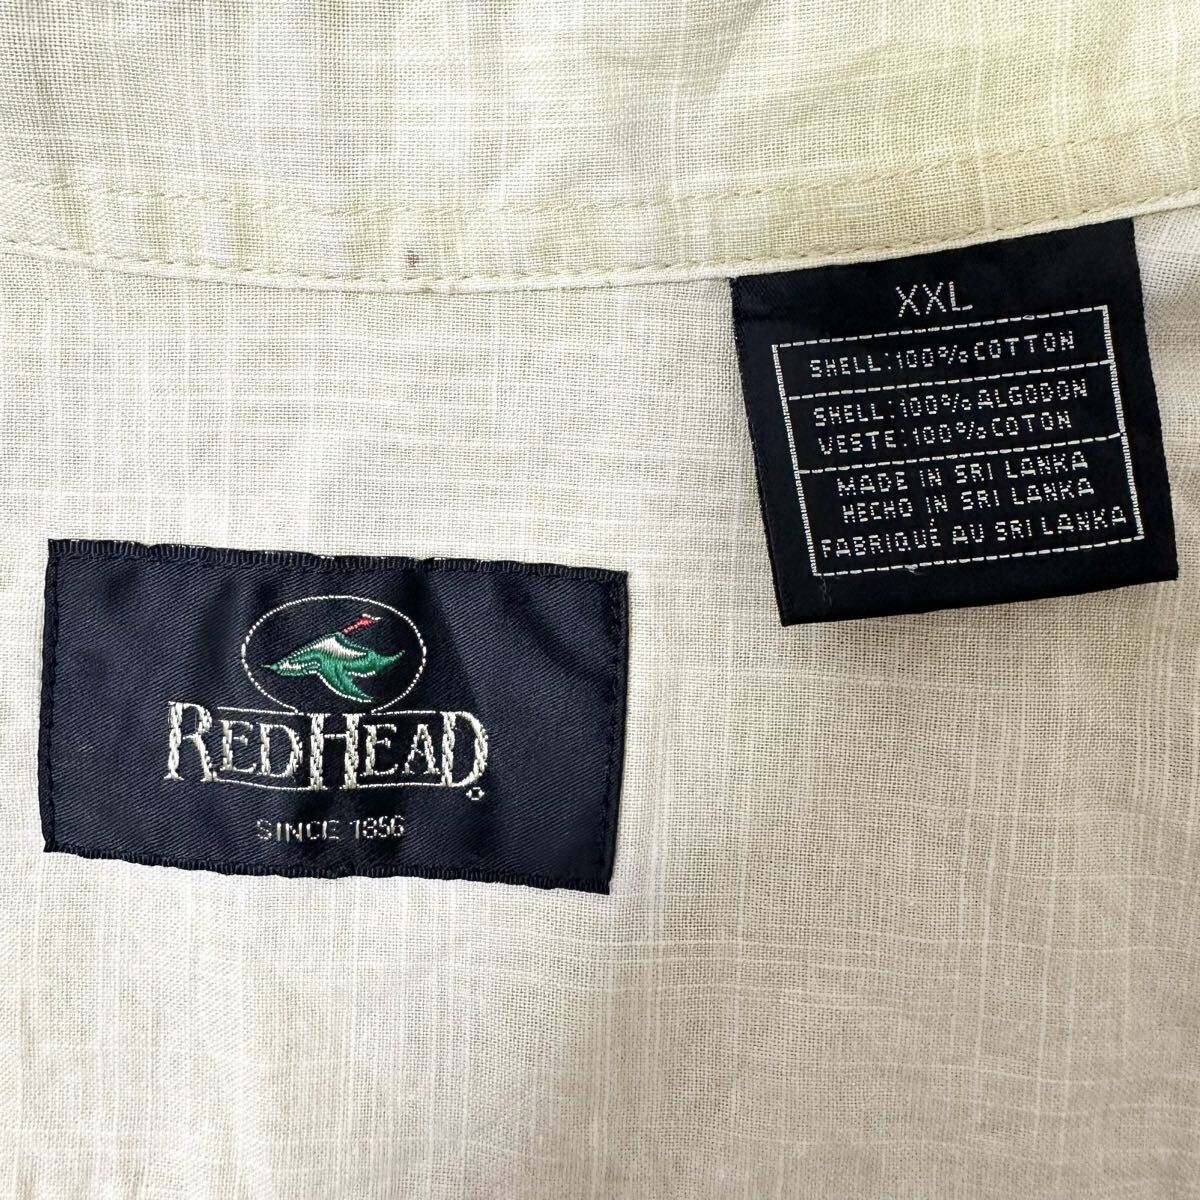 XXL
SHELL:100%COTTON
SHELL:100%ALGODON
VESTE:100%COTON
MADE IN SRI LANKA
HECHO IN SRI LANKA
FABRIQUÉ AU SRI LANKA
REDHEAD
SINCE 1856